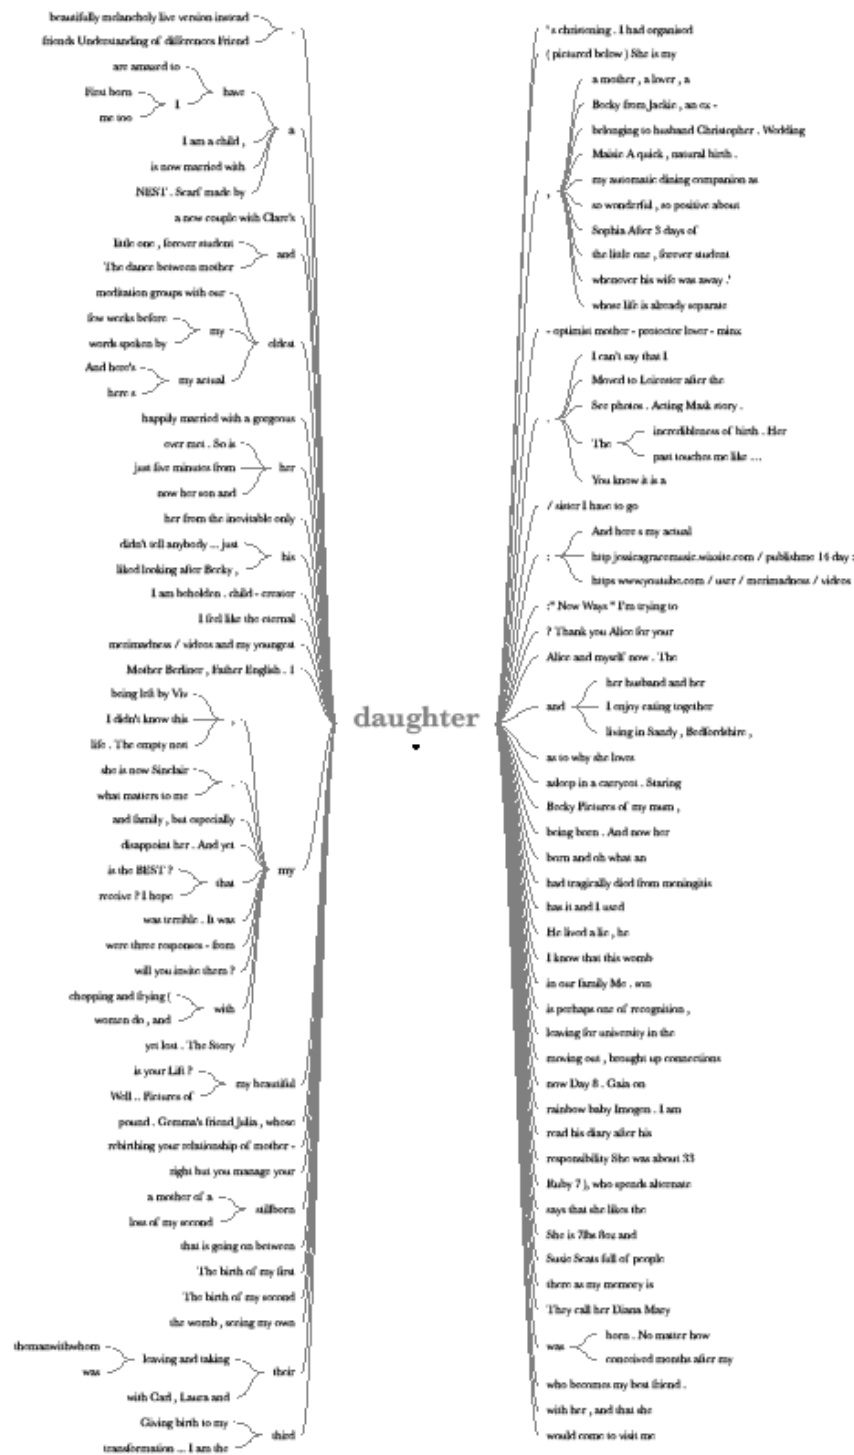 beautifully melancholy live version instead
friends Understanding of differences Friend
.
are amazed to
First born
me too
I
have
I am a child ,
is now married with
NEST . Scarf made by
a
a new couple with Clare's
little one , forever student
The dance between mother
and
meditation groups with our
few weeks before
words spoken by
my
And here's
here s
my actual
eldest
happily married with a gorgeous
over met . So is
just five minutes from
now her son and
her
her from the inevitable only
didn't tell anybody ... just
liked looking after Becky ,
his
I am beholden . child - creator
I feel like the eternal
merimadness / videos and my youngest
Mother Berliner , Father English . I
being left by Viv
I didn't know this
life . The empty nest
,
she is now Sinclair
what matters to me
.
and family , but especially
disappoint her . And yet
is the BEST ?
receive ? I hope
that
was terrible . It was
were three responses - from
will you invite them ?
chopping and frying (
women do , and
with
yet lost . The Story
my
is your Lift ?
Well .. Pictures of
my beautiful
pound . Gemma's friend Julia , whose
rebirthing your relationship of mother -
right but you manage your
a mother of a
loss of my second
stillborn
that is going on between
The birth of my first
The birth of my second
the womb , seeing my own
themanwithwhom
was
leaving and taking
with Carl , Laura and
their
Giving birth to my
transformation ... I am the
third
daughter
' s christening . I had organised
( pictured below ) She is my
,
a mother , a lover , a
Becky from Jackie , an ex -
belonging to husband Christopher . Wedding
Maisie A quick , natural birth .
my automatic dining companion as
so wonderful , so positive about
Sophia After 3 days of
the little one , forever student
whenever his wife was away .'
whose life is already separate
- optimist mother - protector lover - minx
.
I can't say that I
Moved to Leicester after the
See photos . Acting Mask story .
The
incredibleness of birth . Her
past touches me like ...
You know it is a
/ sister I have to go
:
And here s my actual
http jessicagracemusic.wixsite.com / publishme 14 day :
https www.youtube.com / user / merimadness / videos
:" New Ways " I'm trying to
? Thank you Alice for your
Alice and myself now . The
and
her husband and her
I enjoy eating together
living in Sandy , Bedfordshire ,
as to why she loves
asleep in a carrycot . Staring
Becky Pictures of my mum ,
being been . And now her
born and oh what an
had tragically died from meningitis
has it and I used
He lived a lie , he
I know that this womb
in our family Me . son
is perhaps one of recognition ,
leaving for university in the
moving out , brought up connections
now Day 8 . Gaia on
rainbow baby Imogen . I am
read his diary after his
responsibility She was about 33
Ruby 7 ), who spends alternate
says that she likes the
She is 7lbs 8oz and
Susie Seats full of people
there as my memory is
They call her Diana Mary
was
born . No matter how
conceived months after my
who becomes my best friend .
with her , and that she
would come to visit me